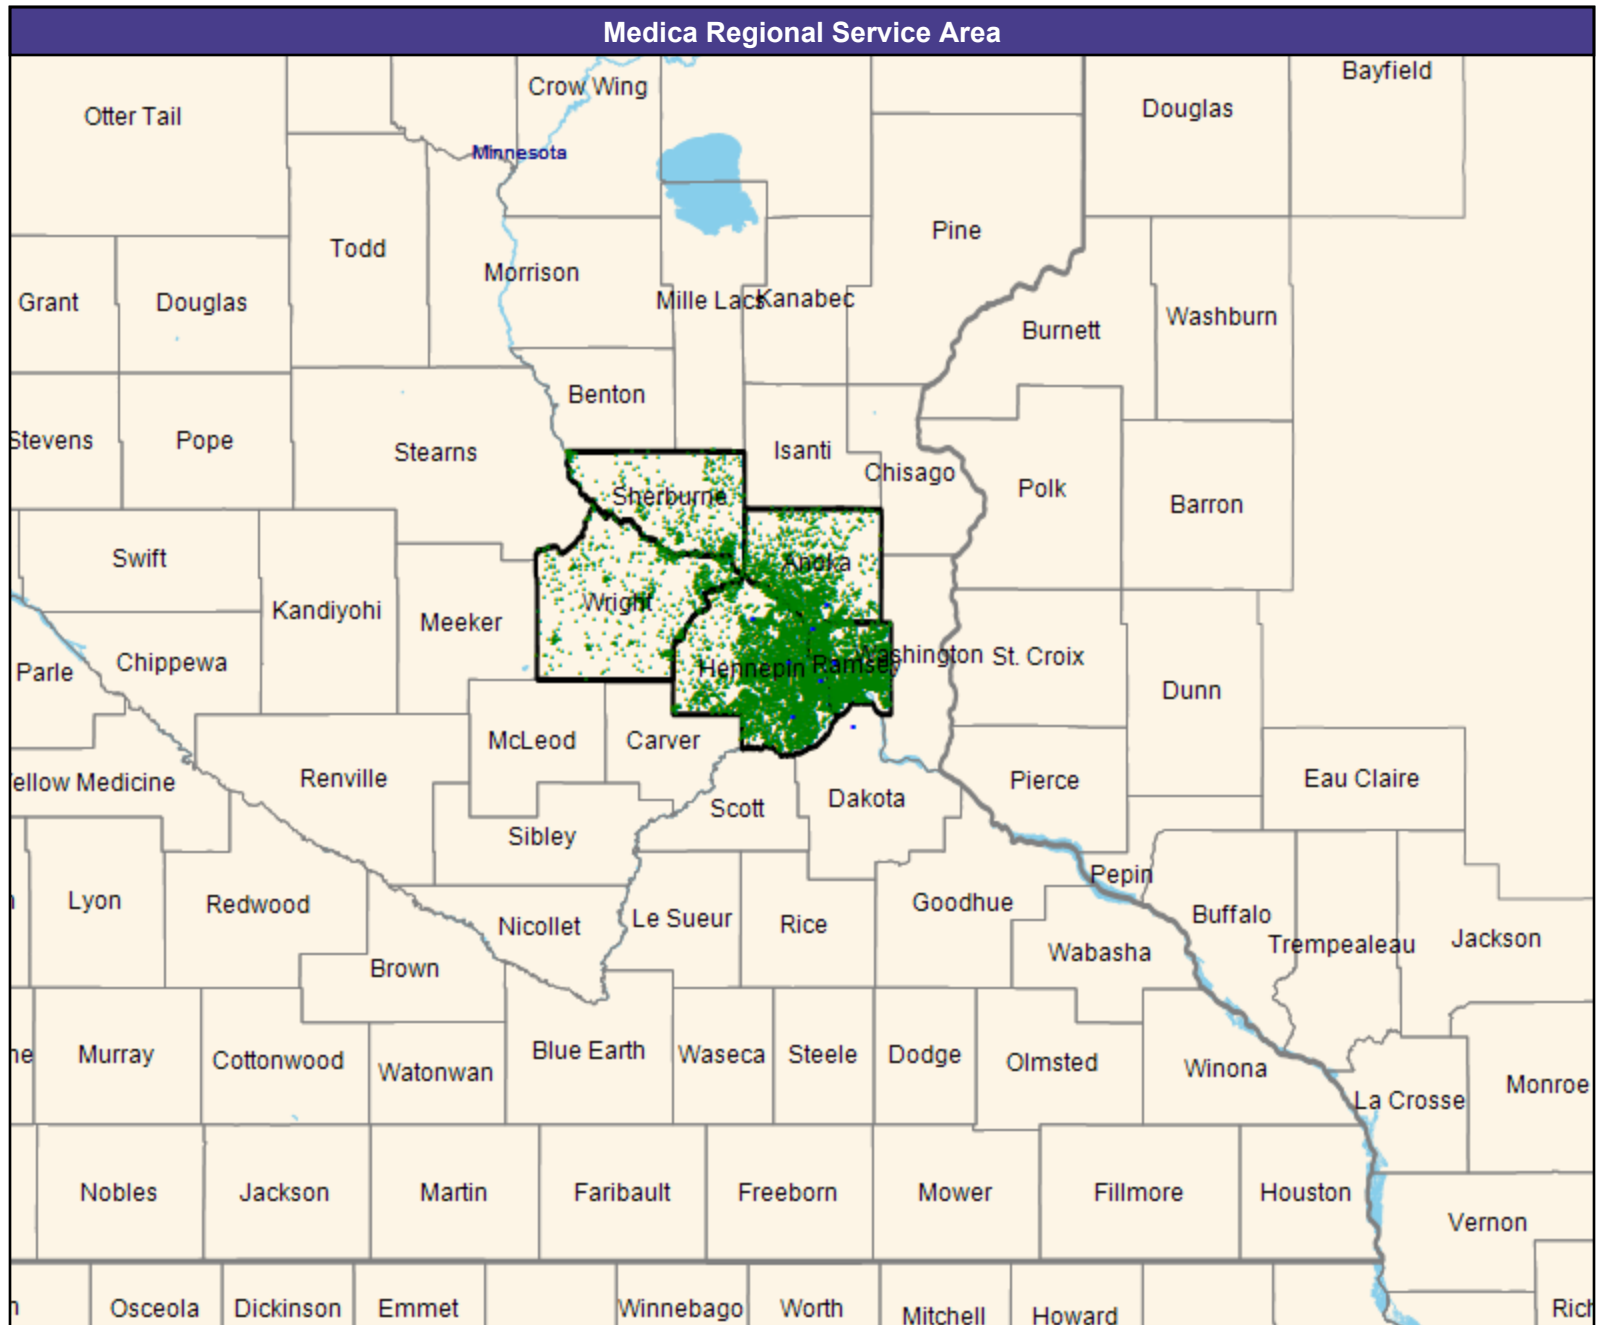 Medica Regional Service Area
Crow Wing
Bayfield
Otter Tail
Douglas
Minnesota
Pine
Todd
Morrison
Grant
Douglas
Mille Lacs
Kanabec
Burnett
Washburn
Benton
Stevens
Pope
Stearns
Isanti
Chisago
Polk
Barron
Sherburne
Swift
Anoka
Kandiyohi
Wright
Meeker
Parle
Chippewa
Hennepin
Ramsey
Washington
St. Croix
Dunn
McLeod
Carver
Yellow Medicine
Renville
Pierce
Eau Claire
Scott
Dakota
Sibley
Pepin
Lyon
Redwood
Nicollet
Le Sueur
Rice
Goodhue
Buffalo
Trempealeau
Jackson
Wabasha
Brown
ne
Murray
Cottonwood
Watonwan
Blue Earth
Waseca
Steele
Dodge
Olmsted
Winona
La Crosse
Monroe
Nobles
Jackson
Martin
Faribault
Freeborn
Mower
Fillmore
Houston
Vernon
Osceola
Dickinson
Emmet
Winnebago
Worth
Mitchell
Howard
Rich